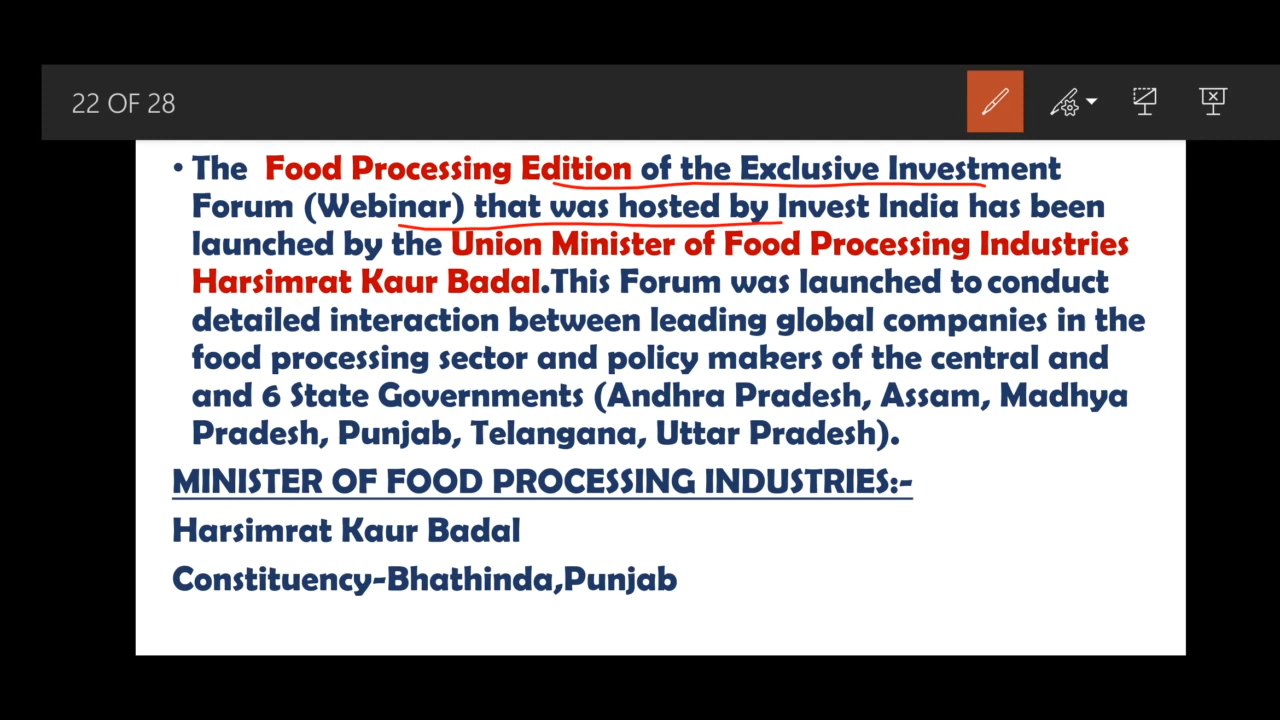 22 OF 28
• The Food Processing Edition of the Exclusive Investment
Forum (Webinar) that was hosted by Invest India has been
launched by the Union Minister of Food Processing Industries
Harsimrat Kaur Badal.This Forum was launched to conduct
detailed interaction between leading global companies in the
food processing sector and policy makers of the central and
and 6 State Governments (Andhra Pradesh, Assam, Madhya
Pradesh, Punjab, Telangana, Uttar Pradesh).
MINISTER OF FOOD PROCESSING INDUSTRIES:-
Harsimrat Kaur Badal
Constituency-Bhathinda,Punjab